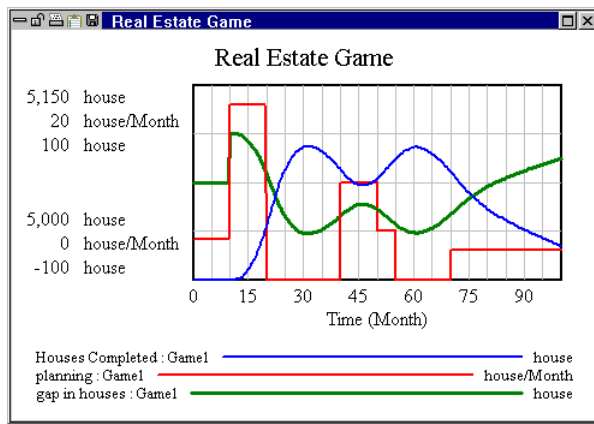 Real Estate Game
Real Estate Game
5,150 house
20 house/Month
100 house
5,000 house
0 house/Month
-100 house
0 15 30 45 60 75 90
Time (Month)
Houses Completed : Game1 house
planning : Game1 house/Month
gap in houses : Game1 house